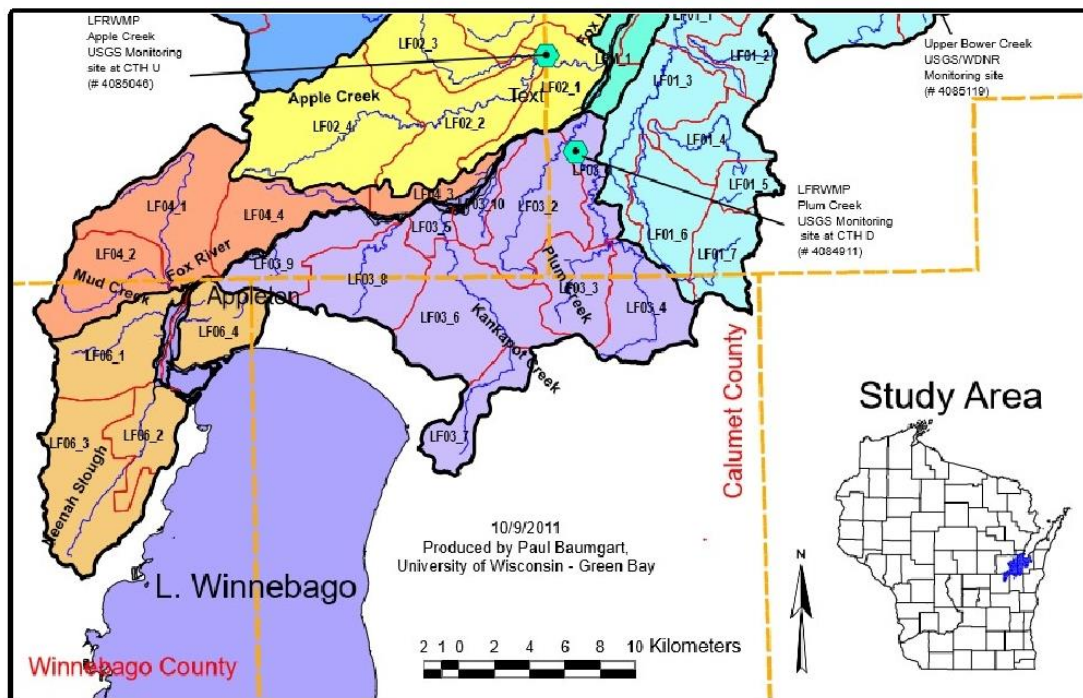 LFRWMP
Apple Creek
USGS Monitoring
site at CTH U
(# 4085046)
LF02_3
LF01_1
LF01_2
Upper Bower Creek
USGS/WDNR
Monitoring site
(# 4085119)
LF01_3
Apple Creek
Text
LF02_1
LF02_4
LF02_2
LF01_4
LF01_5
LFRWMP
Plum Creek
USGS Monitoring
site at CTH D
(# 4084911)
LF04_1
LF04_4
LF04_3
LF03_10
LF03_2
LF03_5
LF01_6
LF01_7
LF04_2
Fox River
LF03_9
LF03_8
Mud Creek
Appleton
Plum Creek
LF03_3
LF03_4
LF06_1
LF06_4
LF03_6
Kankapot Creek
LF03_7
LF06_3
LF06_2
Neenah Slough
Calumet County
Study Area
10/9/2011
Produced by Paul Baumgart,
University of Wisconsin - Green Bay
L. Winnebago
Winnebago County
2 1 0 2 4 6 8 10 Kilometers
N